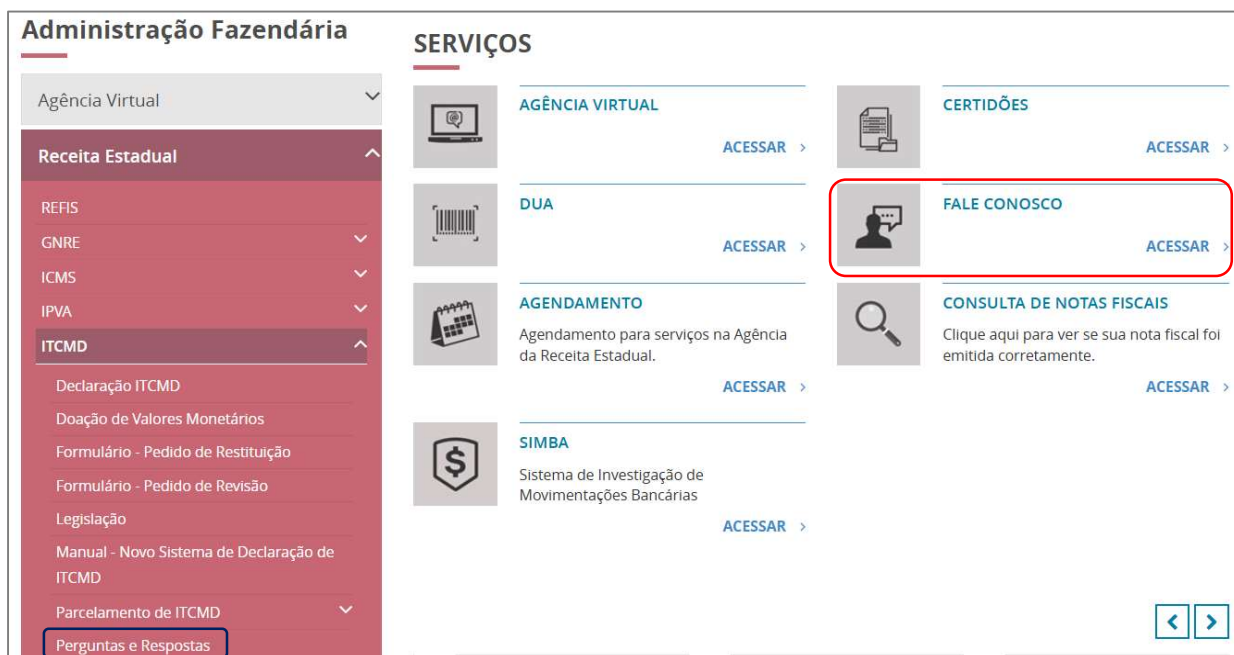 Administração Fazendária
Agência Virtual
Receita Estadual
REFIS
GNRE
ICMS
IPVA
ITCMD
Declaração ITCMD
Doação de Valores Monetários
Formulário - Pedido de Restituição
Formulário - Pedido de Revisão
Legislação
Manual - Novo Sistema de Declaração de
ITCMD
Parcelamento de ITCMD
Perguntas e Respostas
SERVIÇOS
AGÊNCIA VIRTUAL
ACESSAR >
CERTIDÕES
ACESSAR >
DUA
ACESSAR >
FALE CONOSCO
ACESSAR >
AGENDAMENTO
Agendamento para serviços na Agência
da Receita Estadual.
ACESSAR >
CONSULTA DE NOTAS FISCAIS
Clique aqui para ver se sua nota fiscal foi
emitida corretamente.
ACESSAR >
SIMBA
Sistema de Investigação de
Movimentações Bancárias
ACESSAR >